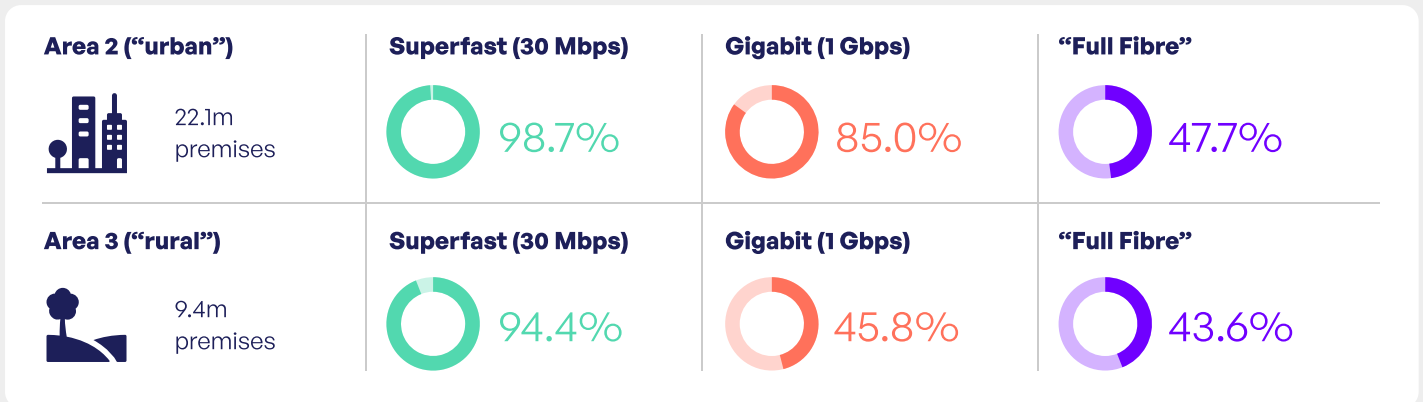 Area 2 (“urban”)
Superfast (30 Mbps)
Gigabit (1 Gbps)
“Full Fibre”
22.1m
premises
98.7%
85.0%
47.7%
Area 3 (“rural”)
Superfast (30 Mbps)
Gigabit (1 Gbps)
“Full Fibre”
9.4m
premises
94.4%
45.8%
43.6%